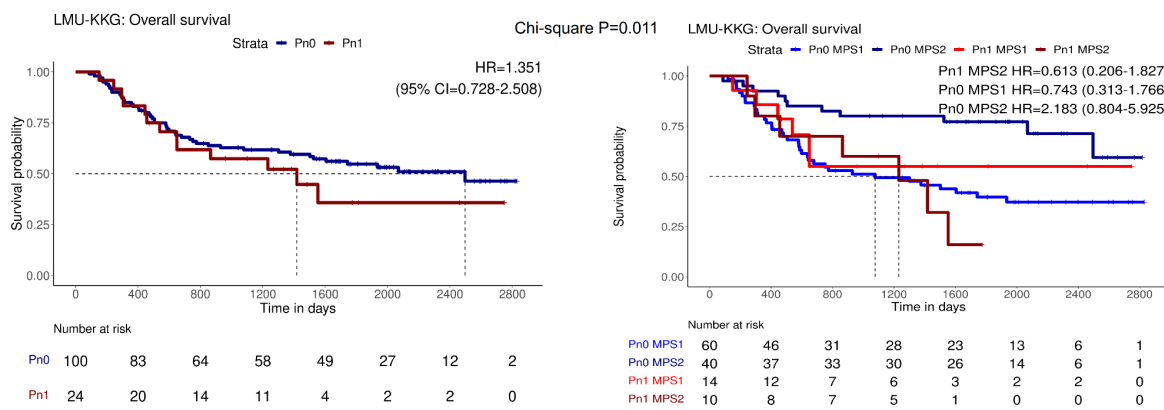 LMU-KKG: Overall survival
Strata Pn0 Pn1
HR=1.351
(95% CI=0.728-2.508)
Survival probability
1.00
0.75
0.50
0.25
0.00
0 400 800 1200 1600 2000 2400 2800
Time in days
Number at risk
Pn0 100 83 64 58 49 27 12 2
Pn1 24 20 14 11 4 2 2 0
Chi-square P=0.011
LMU-KKG: Overall survival
Strata Pn0 MPS1 Pn0 MPS2 Pn1 MPS1 Pn1 MPS2
Pn1 MPS2 HR=0.613 (0.206-1.827
Pn0 MPS1 HR=0.743 (0.313-1.766
Pn0 MPS2 HR=2.183 (0.804-5.925
Survival probability
1.00
0.75
0.50
0.25
0.00
0 400 800 1200 1600 2000 2400 2800
Time in days
Number at risk
Pn0 MPS1 60 46 31 28 23 13 6 1
Pn0 MPS2 40 37 33 30 26 14 6 1
Pn1 MPS1 14 12 7 6 3 2 2 0
Pn1 MPS2 10 8 7 5 1 0 0 0